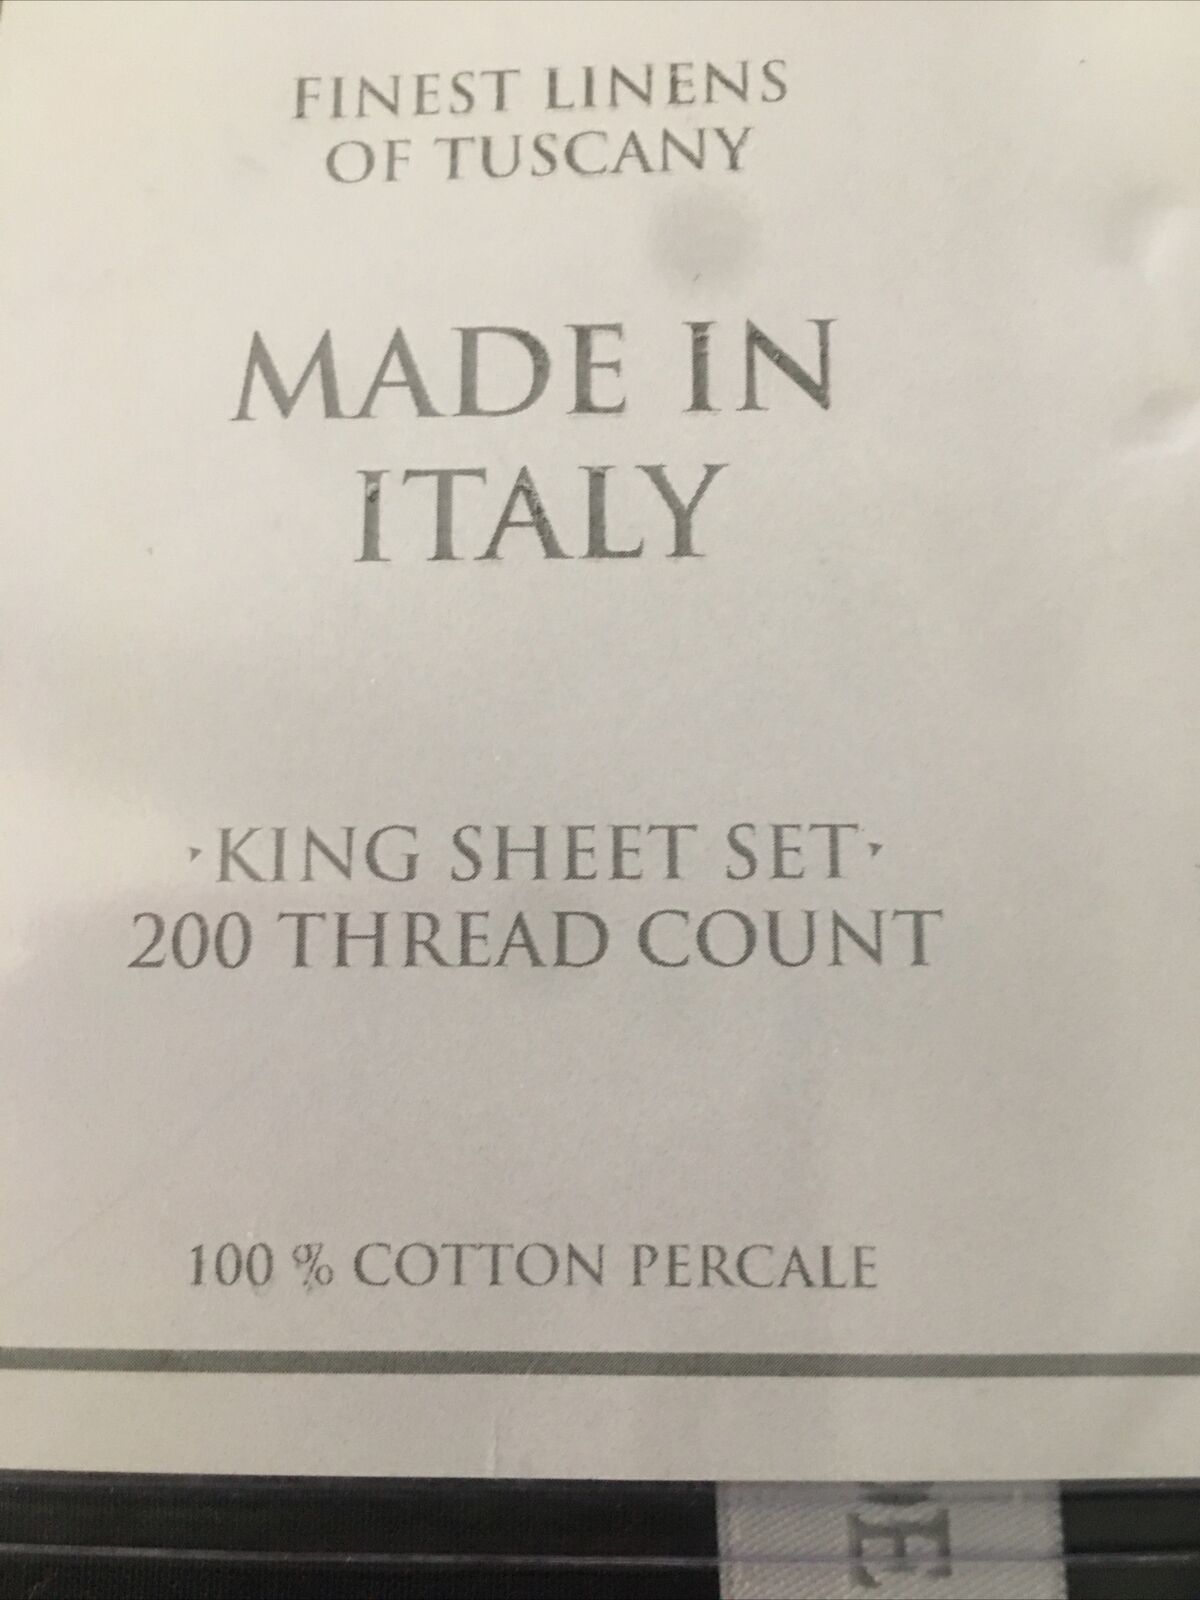 FINEST LINENS
OF TUSCANY
MADE IN
ITALY
·KING SHEET SET·
200 THREAD COUNT
100 % COTTON PERCALE